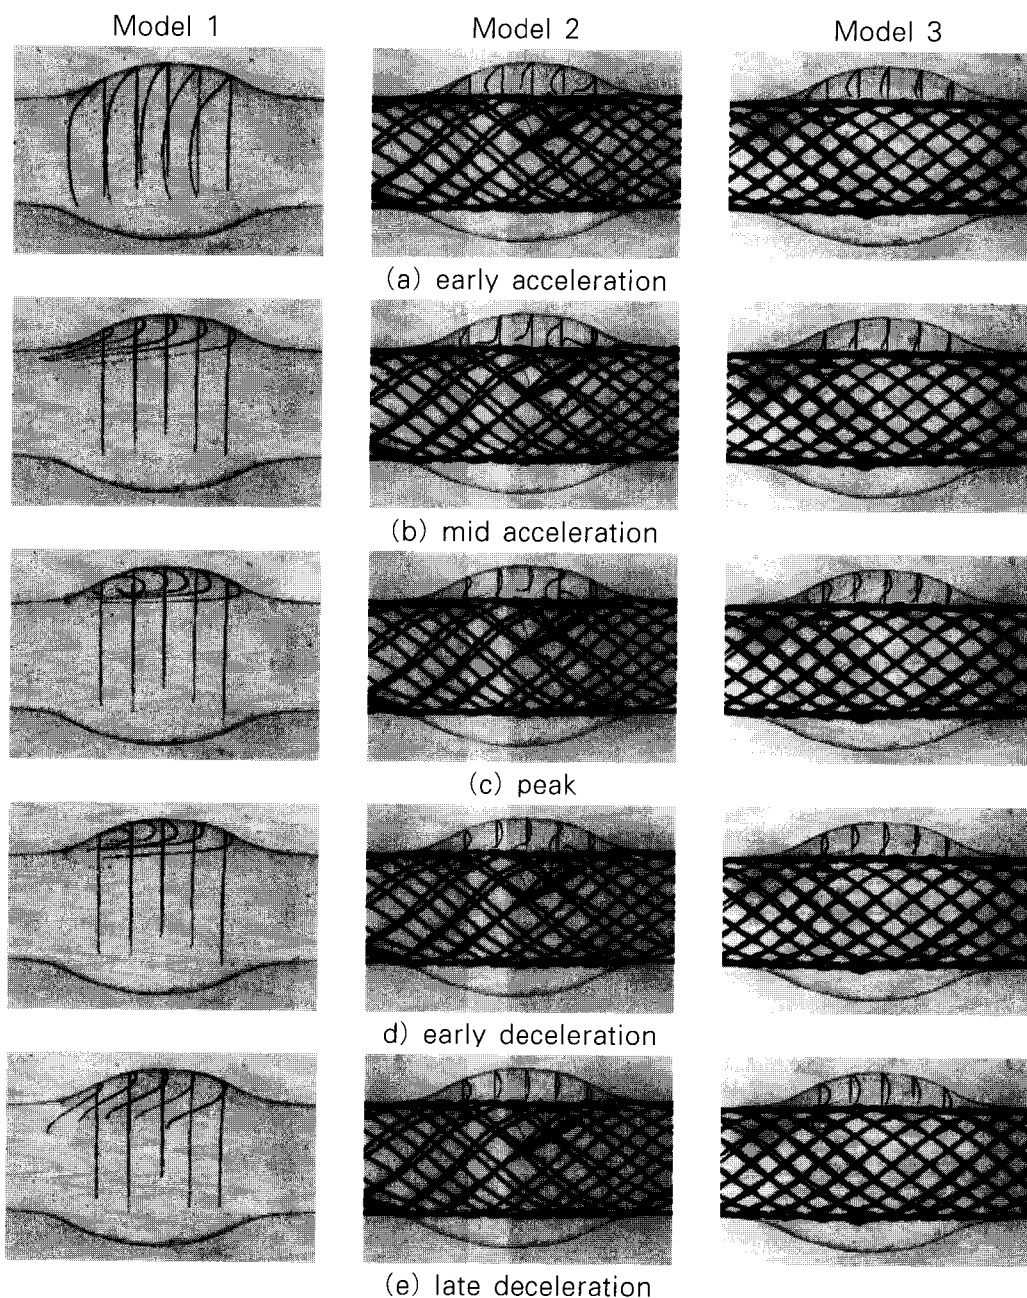 Model 1 Model 2 Model 3
(a) early acceleration
(b) mid acceleration
(c) peak
d) early deceleration
(e) late deceleration